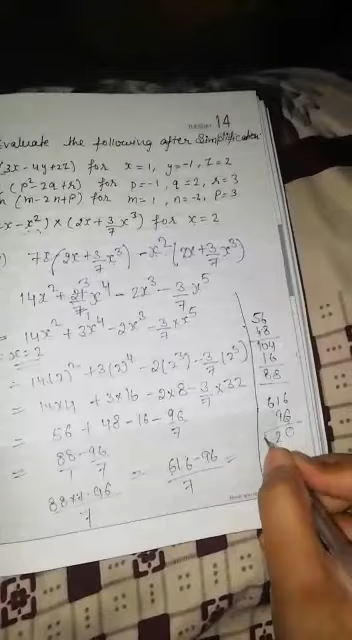 TUESDAY 14
Evaluate the following after Simplification
(3x - 4y + 2z) for x = 1, y = -1, z = 2
(p² - 2q + r) for p = -1, q = 2, r = 3
(m - 2n + p) for m = 1, n = -2, p = 3
x - x²) × (2x + 3/7 x³) for x = 2
7x (2x + 3/7 x³) - x² (2x + 3/7 x³)
14x² + 21/7 x⁴ 3 1 - 2x³ - 3/7 x⁵
= 14x² + 3x⁴ - 2x³ - 3/7 x x⁵
x = 2
= 14(2)² + 3(2)⁴ - 2(2³) - 3/7 (2⁵)
= 14×4 + 3×16 - 2×8 - 3/7 × 32
= 56 + 48 - 16 - 96/7
= 88 - 96/7 = 616 - 96/7 =
88×7 - 96/7
56
48
104
16
88
616
96
20